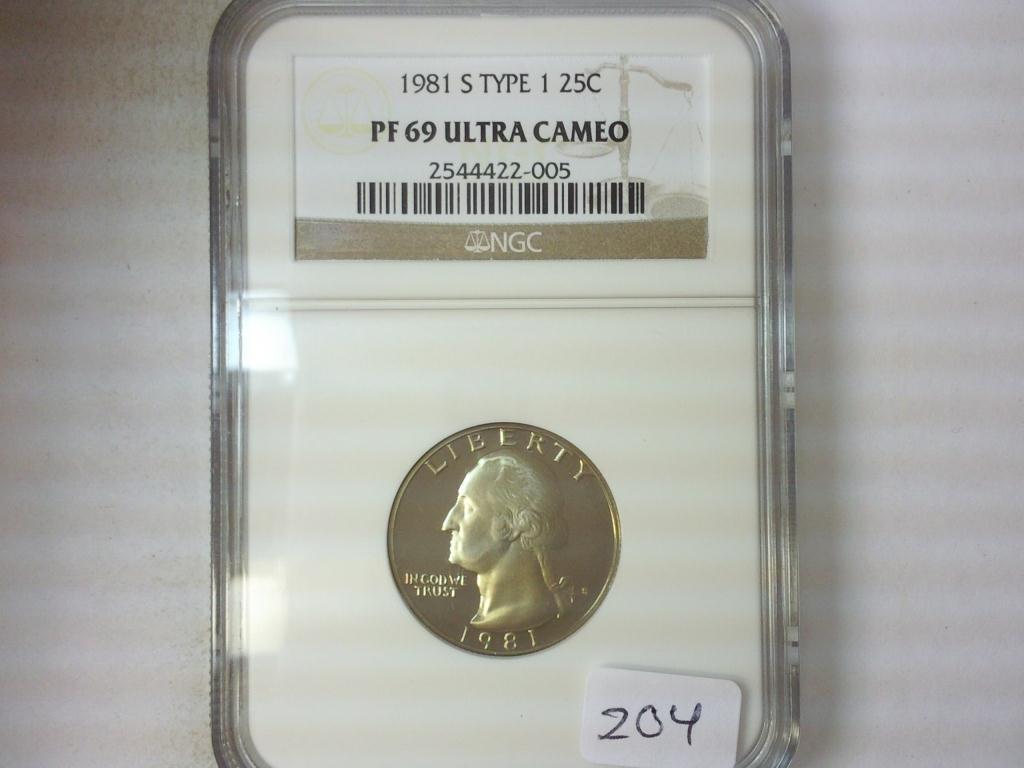 1981 S TYPE 1 25C
PF 69 ULTRA CAMEO
2544422-005
NGC
LIBERTY
IN GOD WE
TRUST
S
1981
204